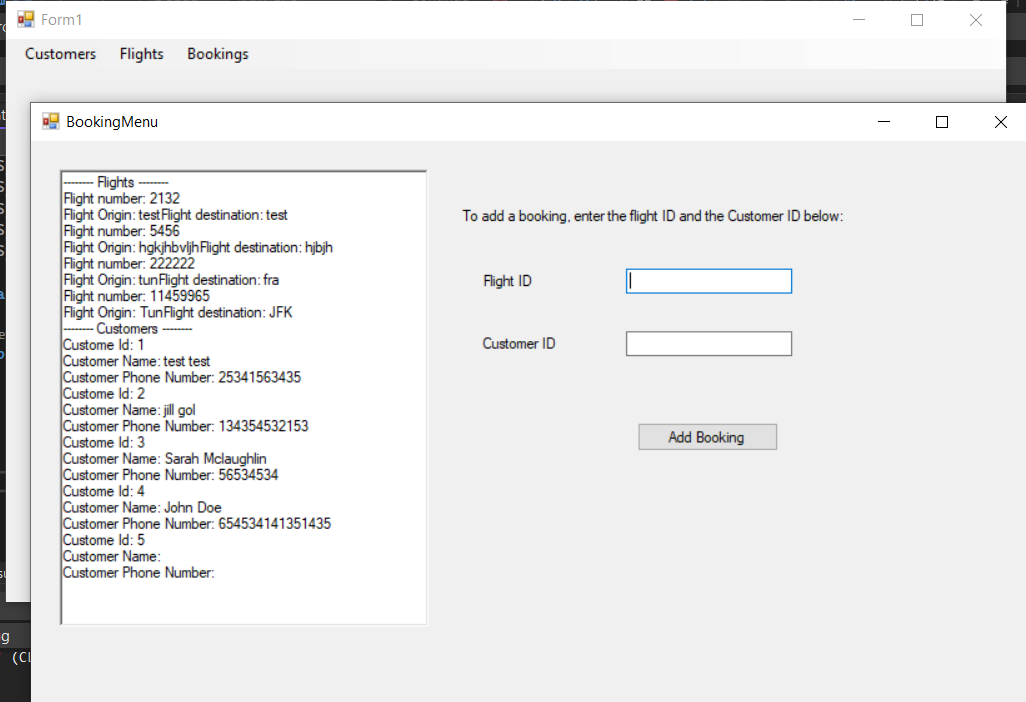 Form1
Customers Flights Bookings
BookingMenu
-------- Flights --------
Flight number: 2132
Flight Origin: testFlight destination: test
Flight number: 5456
Flight Origin: hgkjhbvljhFlight destination: hjbjh
Flight number: 222222
Flight Origin: tunFlight destination: fra
Flight number: 11459965
Flight Origin: TunFlight destination: JFK
-------- Customers --------
Custome Id: 1
Customer Name: test test
Customer Phone Number: 25341563435
Custome Id: 2
Customer Name: jill gol
Customer Phone Number: 134354532153
Custome Id: 3
Customer Name: Sarah Mclaughlin
Customer Phone Number: 56534534
Custome Id: 4
Customer Name: John Doe
Customer Phone Number: 654534141351435
Custome Id: 5
Customer Name:
Customer Phone Number:
To add a booking, enter the flight ID and the Customer ID below:
Flight ID
Customer ID
Add Booking